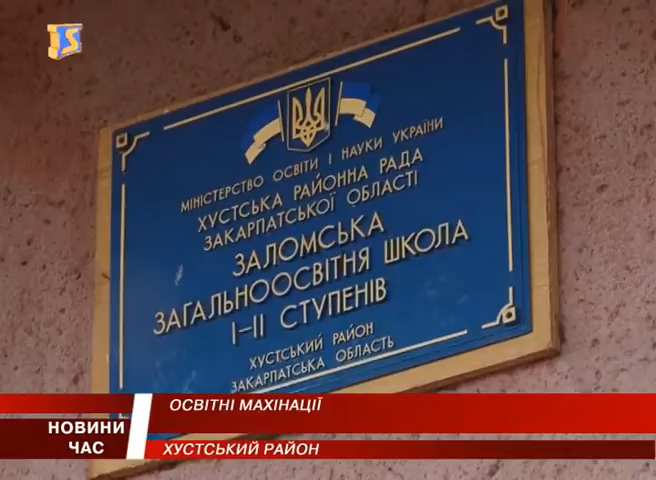 МІНІСТЕРСТВО ОСВІТИ І НАУКИ УКРАЇНИ
ХУСТСЬКА РАЙОННА РАДА
ЗАКАРПАТСЬКОЇ ОБЛАСТІ
ЗАЛОМСЬКА
ЗАГАЛЬНООСВІТНЯ ШКОЛА
І-ІІ СТУПЕНІВ
ХУСТСЬКИЙ РАЙОН
ЗАКАРПАТСЬКА ОБЛАСТЬ
ОСВІТНІ МАХІНАЦІЇ
НОВИНИ
ЧАС
ХУСТСЬКИЙ РАЙОН